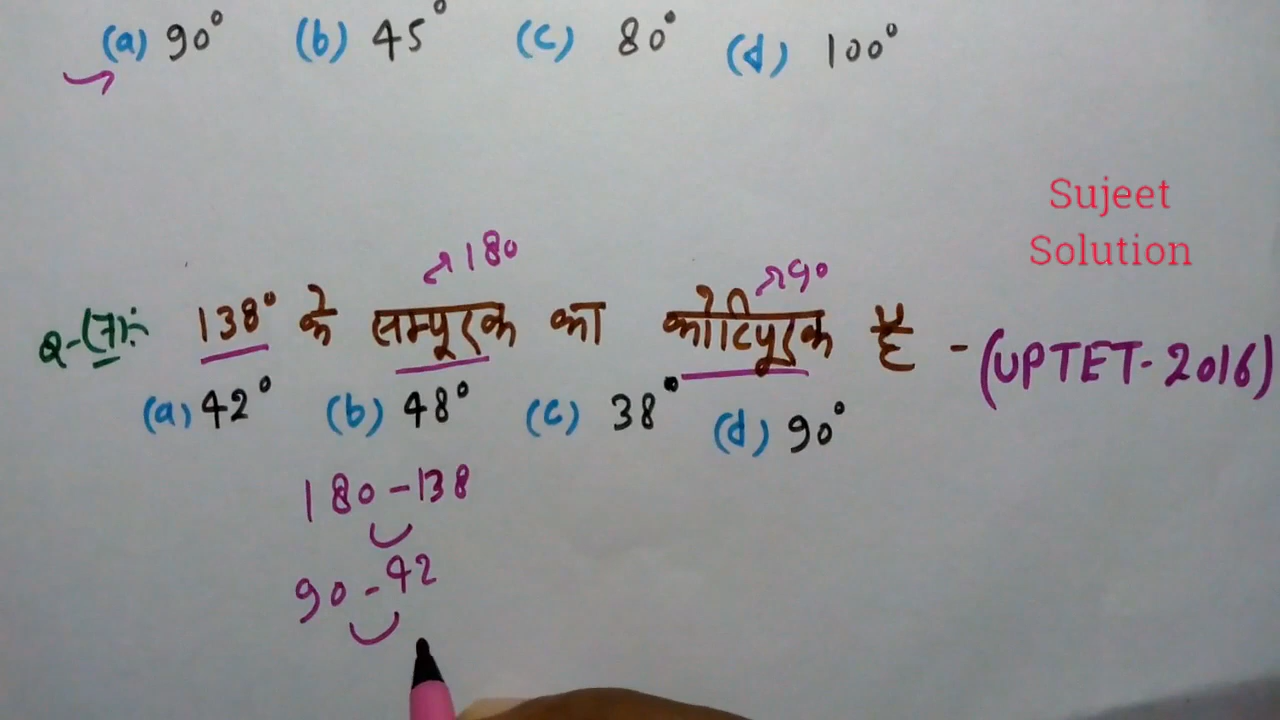 (a) 90° (b) 45° (c) 80° (d) 100°
Sujeet
Solution
↗180 ↗90
Q-(7):- 138° के सम्पूरक का कोटिपूरक है - (UPTET-2016)
(a) 42° (b) 48° (c) 38° (d) 90°
180-138
90-42